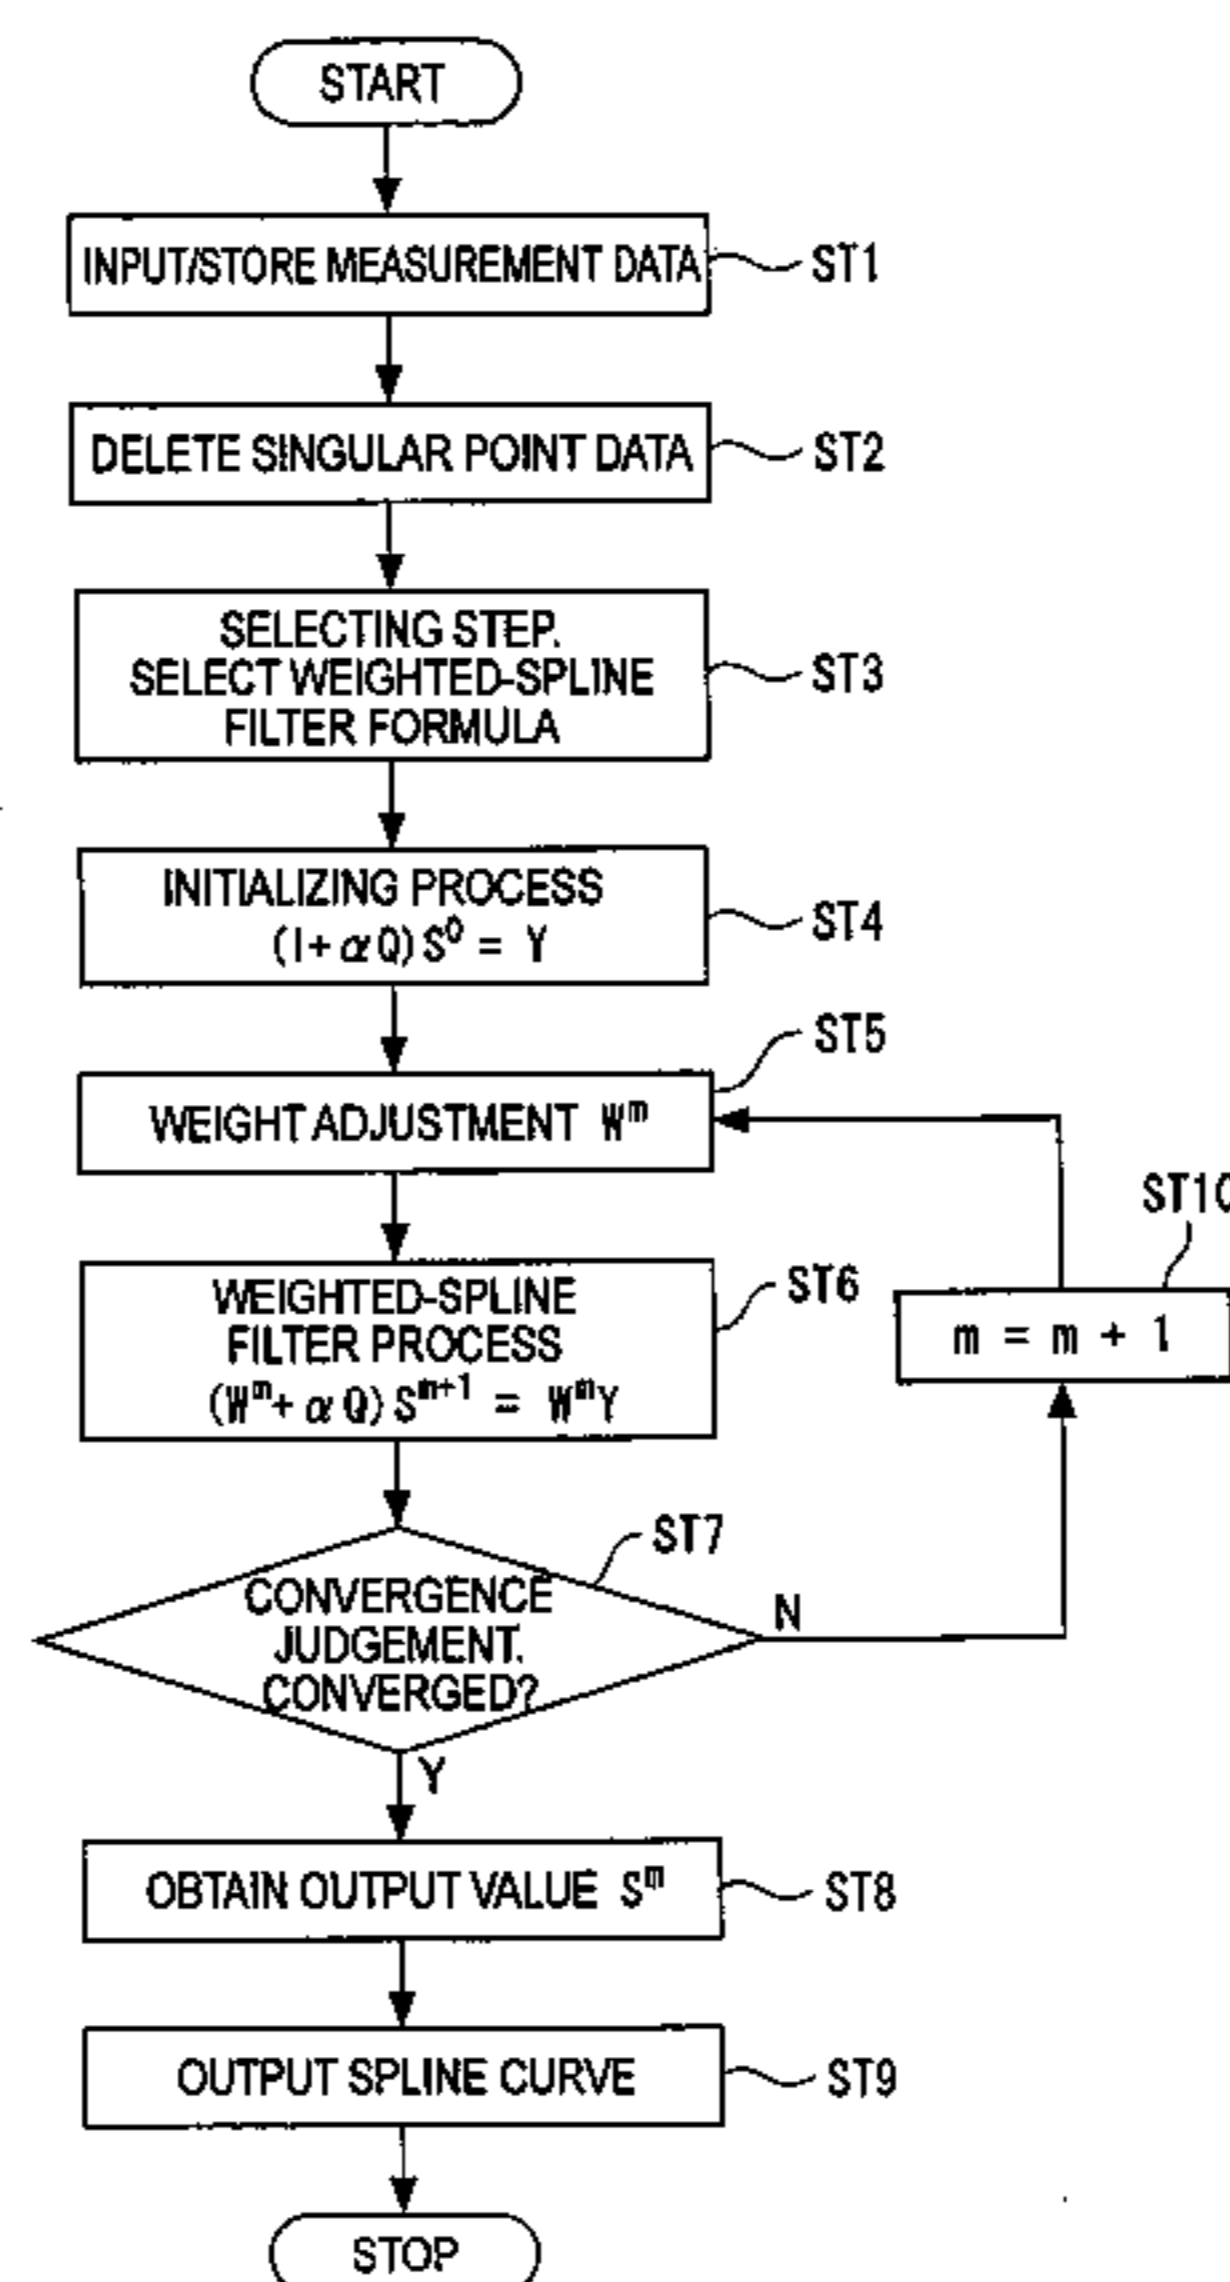 START
INPUT/STORE MEASUREMENT DATA
ST1
DELETE SINGULAR POINT DATA
ST2
SELECTING STEP.
SELECT WEIGHTED-SPLINE
FILTER FORMULA
ST3
INITIALIZING PROCESS
(I+αQ)S⁰ = Y
ST4
WEIGHT ADJUSTMENT Wᵐ
ST5
WEIGHTED-SPLINE
FILTER PROCESS
(Wᵐ+αQ)Sᵐ⁺¹ = WᵐY
ST6
ST10
m = m + 1
CONVERGENCE
JUDGEMENT.
CONVERGED?
ST7
N
Y
OBTAIN OUTPUT VALUE Sᵐ
ST8
OUTPUT SPLINE CURVE
ST9
STOP